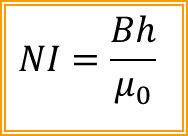 NI = Bh / μ₀